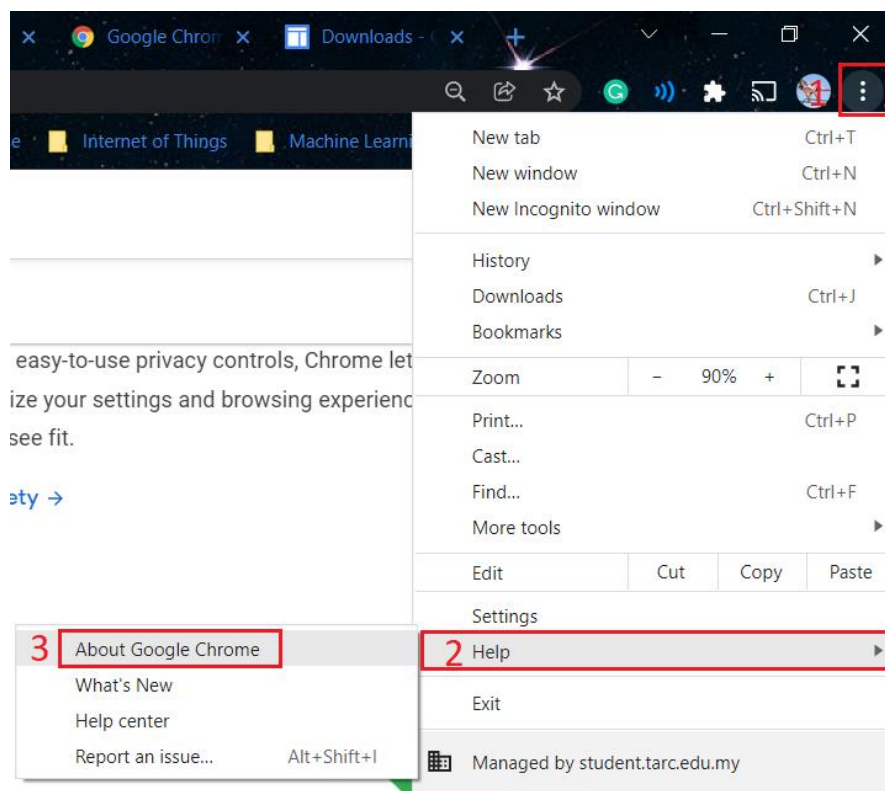 Google Chrom
Downloads -
1
e
Internet of Things
Machine Learni
New tab Ctrl+T
New window Ctrl+N
New Incognito window Ctrl+Shift+N
History
Downloads Ctrl+J
Bookmarks
easy-to-use privacy controls, Chrome let
Zoom - 90% +
ize your settings and browsing experienc
Print... Ctrl+P
see fit.
Cast...
Find... Ctrl+F
ety →
More tools
Edit Cut Copy Paste
Settings
2 Help
3 About Google Chrome
What's New
Help center
Report an issue... Alt+Shift+I
Exit
Managed by student.tarc.edu.my